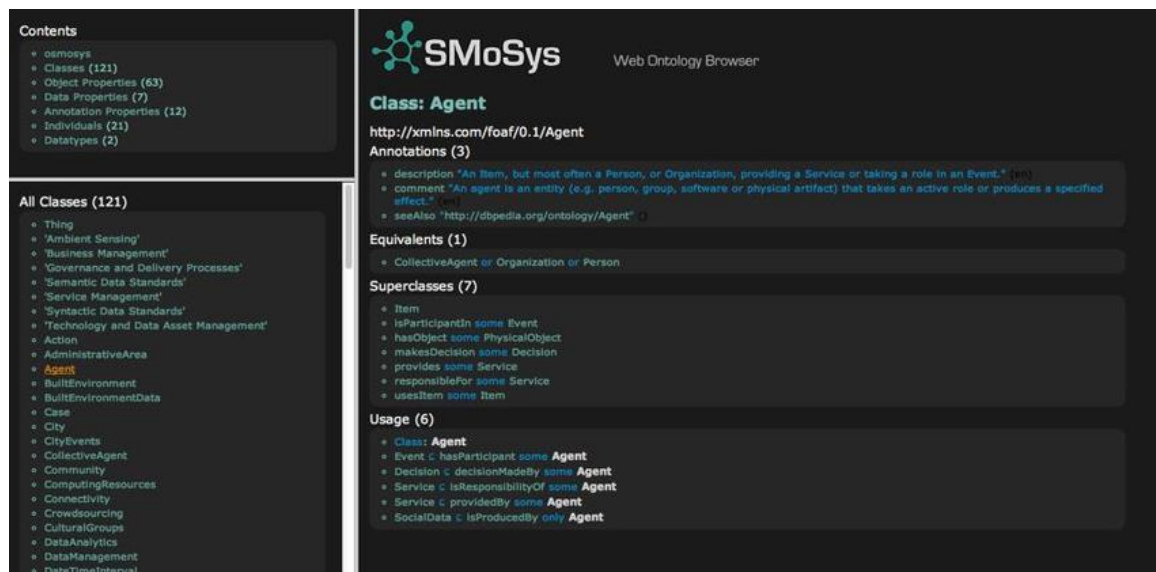 Contents
osmosys
Classes (121)
Object Properties (63)
Data Properties (7)
Annotation Properties (12)
Individuals (21)
Datatypes (2)
All Classes (121)
Thing
'Ambient Sensing'
'Business Management'
'Governance and Delivery Processes'
'Semantic Data Standards'
'Service Management'
'Syntactic Data Standards'
'Technology and Data Asset Management'
Action
AdministrativeArea
Agent
BuiltEnvironment
BuiltEnvironmentData
Case
City
CityEvents
CollectiveAgent
Community
ComputingResources
Connectivity
Crowdsourcing
CulturalGroups
DataAnalytics
DataManagement
DateTimeInterval
SMoSys Web Ontology Browser
Class: Agent
http://xmlns.com/foaf/0.1/Agent
Annotations (3)
description "An Item, but most often a Person, or Organization, providing a Service or taking a role in an Event." (en)
comment "An agent is an entity (e.g. person, group, software or physical artifact) that takes an active role or produces a specified
effect." (en)
seeAlso "http://dbpedia.org/ontology/Agent" ()
Equivalents (1)
CollectiveAgent or Organization or Person
Superclasses (7)
Item
isParticipantIn some Event
hasObject some PhysicalObject
makesDecision some Decision
provides some Service
responsibleFor some Service
usesItem some Item
Usage (6)
Class: Agent
Event ⊂ hasParticipant some Agent
Decision ⊂ decisionMadeBy some Agent
Service ⊂ isResponsibilityOf some Agent
Service ⊂ providedBy some Agent
SocialData ⊂ isProducedBy only Agent